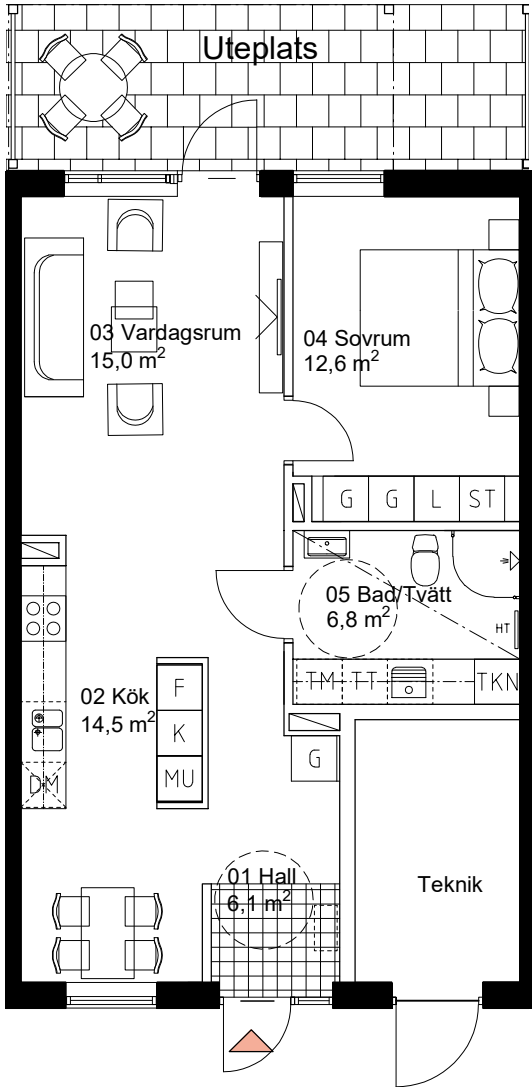 Uteplats
03 Vardagsrum
15,0 m²
04 Sovrum
12,6 m²
G G L ST
05 Bad/Tvätt
6,8 m²
HT
TM TT TKN
02 Kök
14,5 m²
F
K
MU
DM
G
01 Hall
6,1 m²
Teknik